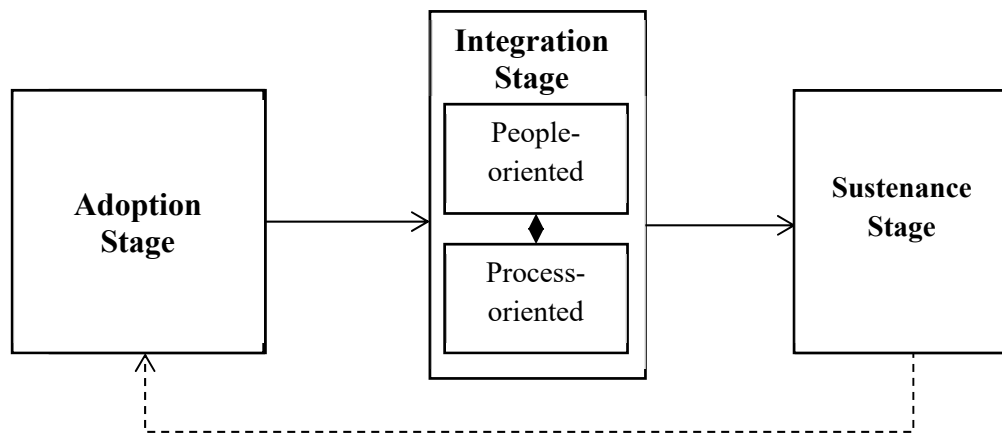 Adoption
Stage
Integration
Stage
People-
oriented
Process-
oriented
Sustenance
Stage